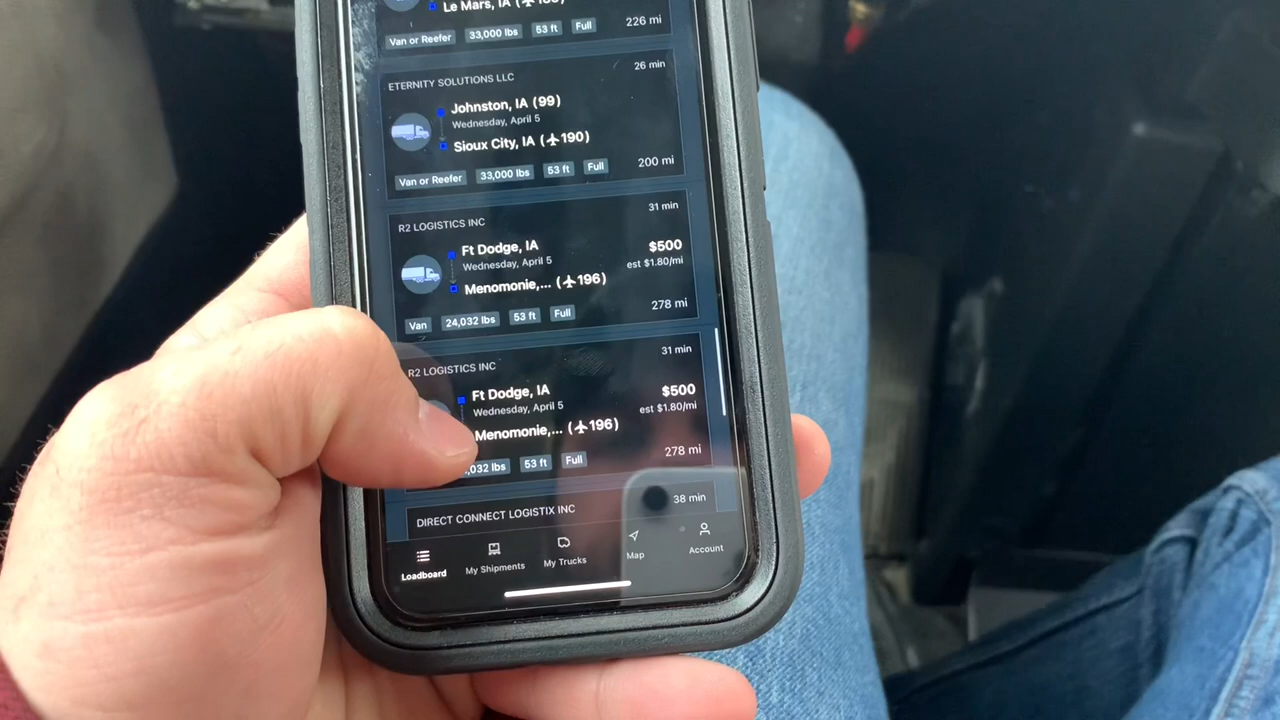 Le Mars, IA
Van or Reefer 33,000 lbs 53 ft Full 226 mi
26 min
ETERNITY SOLUTIONS LLC
Johnston, IA (99)
Wednesday, April 5
Sioux City, IA (190)
Van or Reefer 33,000 lbs 53 ft Full 200 mi
31 min
R2 LOGISTICS INC
Ft Dodge, IA $500
Wednesday, April 5 est $1.80/mi
Menomonie,... (196)
Van 24,032 lbs 53 ft Full 278 mi
31 min
R2 LOGISTICS INC
Ft Dodge, IA $500
Wednesday, April 5 est $1.80/mi
Menomonie,... (196)
,032 lbs 53 ft Full 278 mi
38 min
DIRECT CONNECT LOGISTIX INC
Loadboard My Shipments My Trucks Map Account